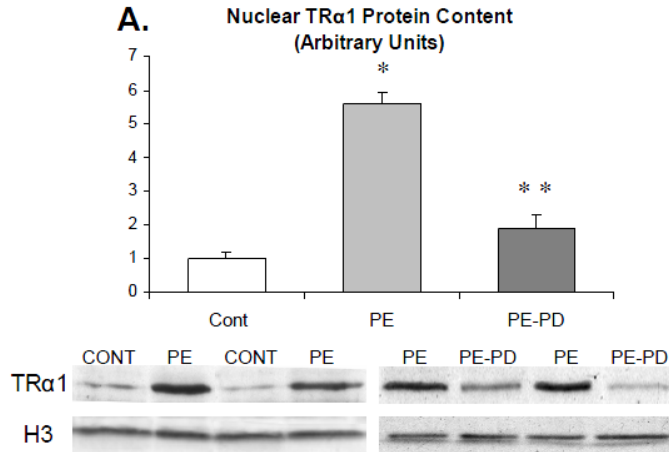 A.
Nuclear TRα1 Protein Content
(Arbitrary Units)
7
6
5
4
3
2
1
0
*
* *
Cont PE PE-PD
CONT PE CONT PE PE PE-PD PE PE-PD
TRα1
H3